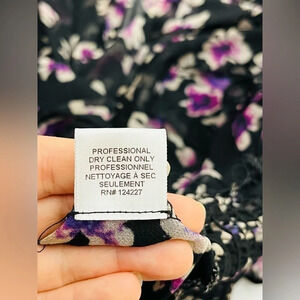 PROFESSIONAL
DRY CLEAN ONLY
PROFESSIONNEL
NETTOYAGE À SEC
SEULEMENT
RN# 124227